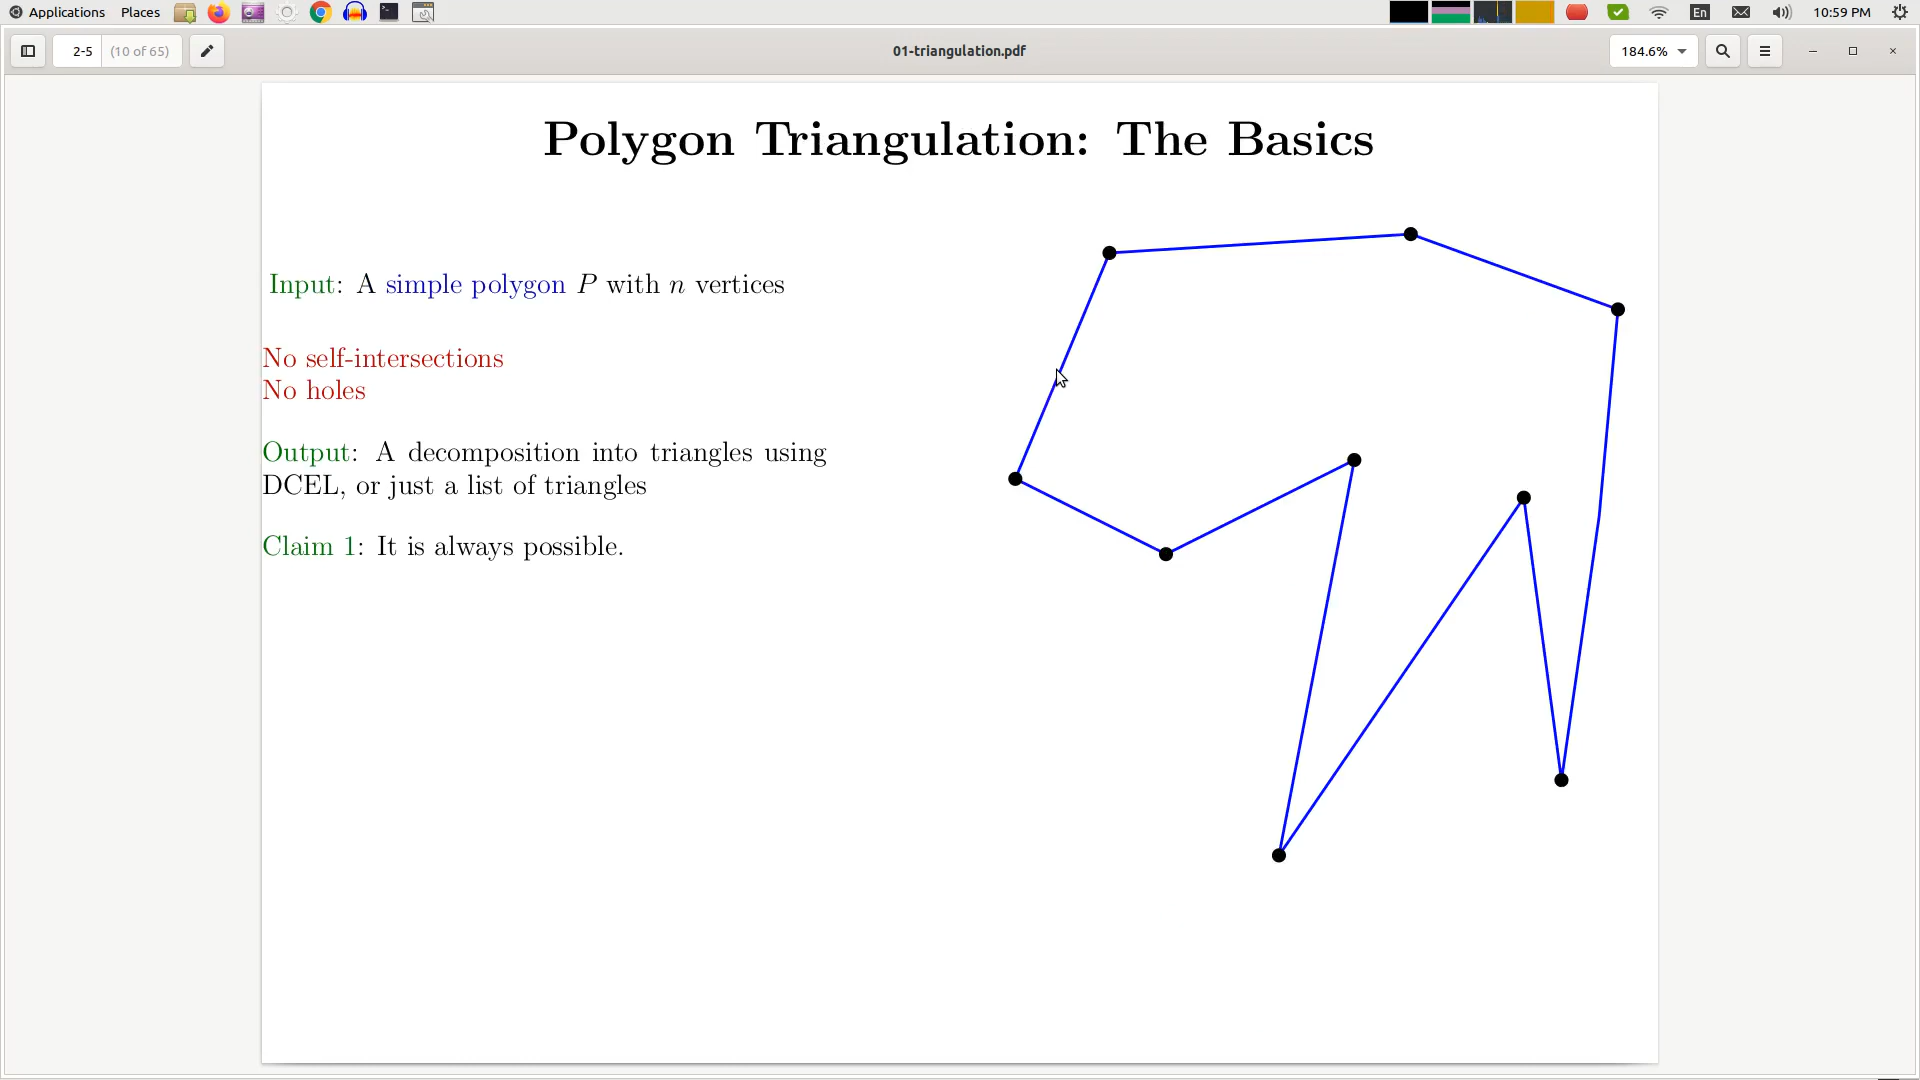 Applications Places En 10:59 PM
2-5 (10 of 65) 01-triangulation.pdf 184.6%
Polygon Triangulation: The Basics
Input: A simple polygon P with n vertices
No self-intersections
No holes
Output: A decomposition into triangles using
DCEL, or just a list of triangles
Claim 1: It is always possible.